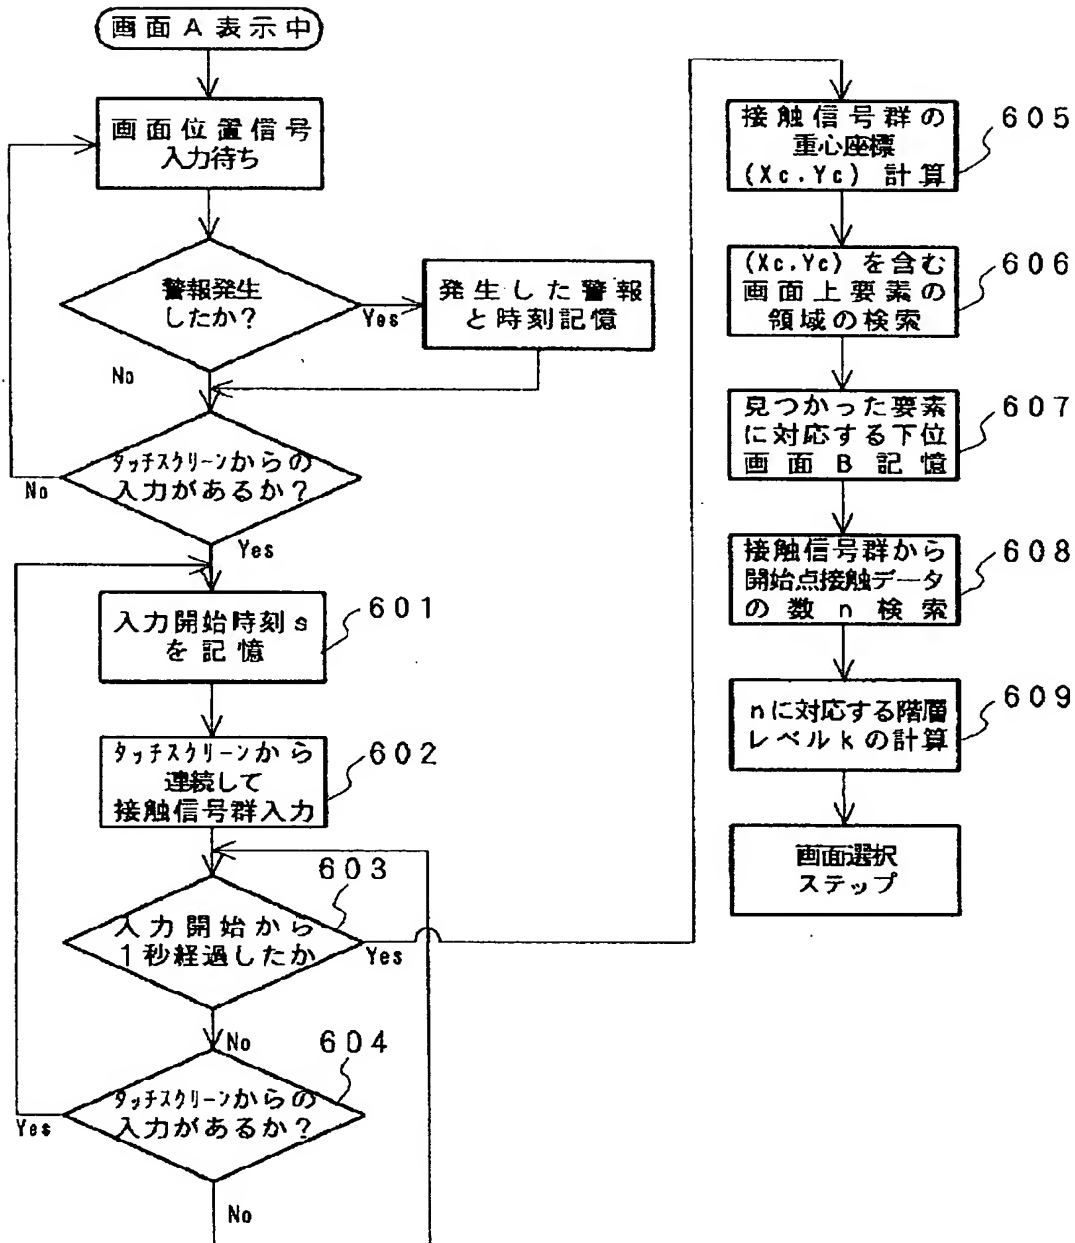 画面A表示中
画面位置信号
入力待ち
警報発生
したか?
Yes
発生した警報
と時刻記憶
No
タッチスクリーンからの
入力があるか?
No
Yes
入力開始時刻s
を記憶
601
タッチスクリーンから
連続して
接触信号群入力
602
603
入力開始から
1秒経過したか
Yes
No
604
タッチスクリーンからの
入力があるか?
Yes
No
接触信号群の
重心座標
(Xc.Yc)計算
605
(Xc.Yc)を含む
画面上要素の
領域の検索
606
見つかった要素
に対応する下位
画面B記憶
607
接触信号群から
開始点接触データ
の数n検索
608
nに対応する階層
レベルkの計算
609
画面選択
ステップ